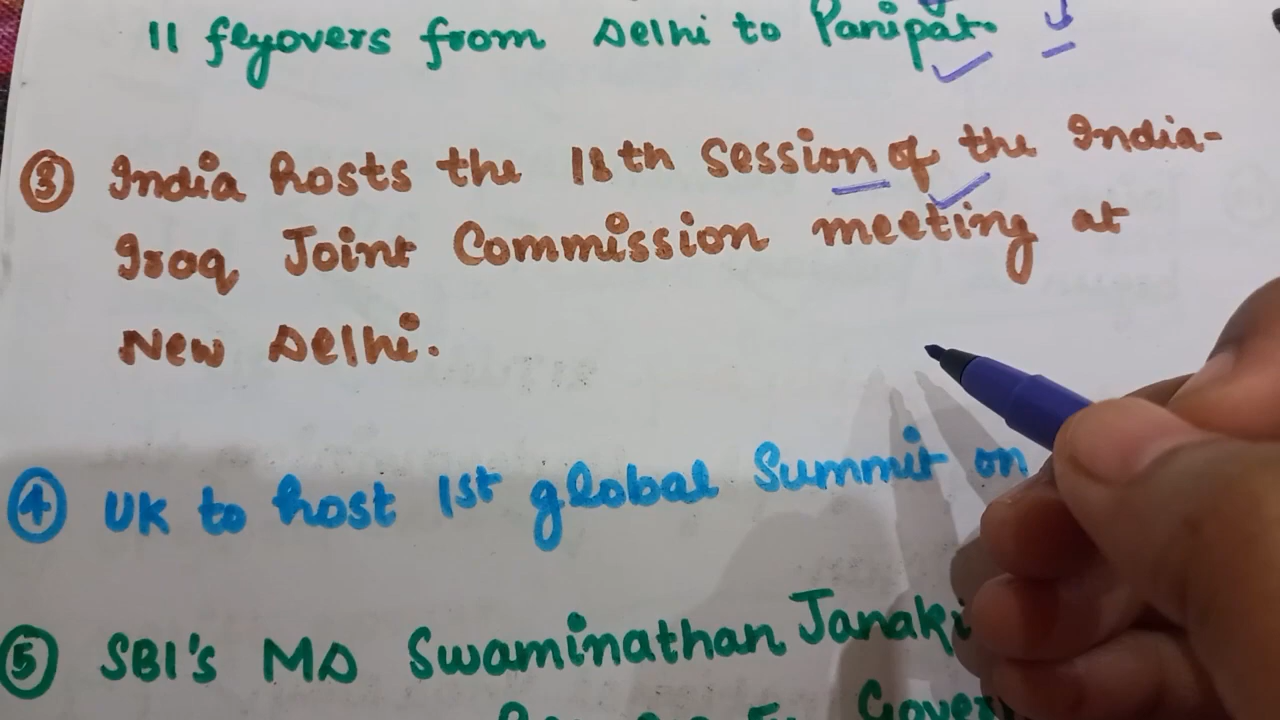 11 flyovers from Delhi to Panipat
③ India hosts the 18th session of the India-
Iraq Joint Commission meeting at
New Delhi.
④ UK to host 1st global Summit on
⑤ SBI's MD Swaminathan Janaki